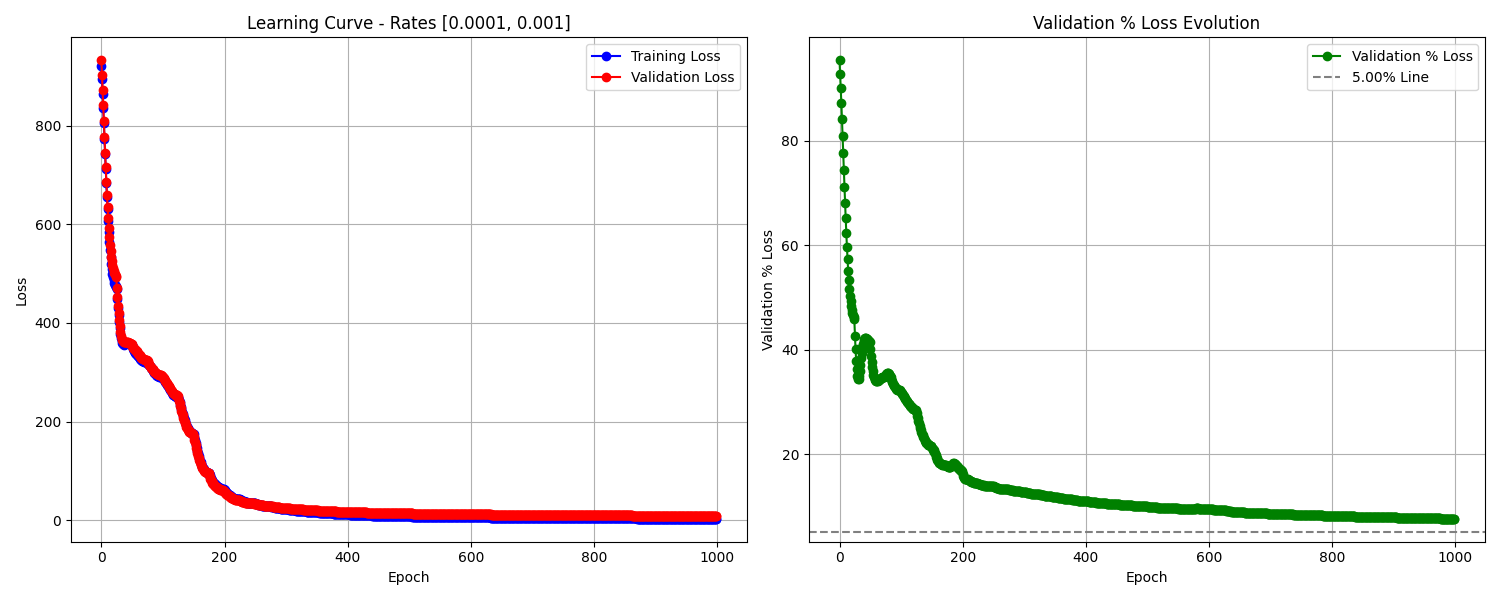 Learning Curve - Rates [0.0001, 0.001]
Training Loss
Validation Loss
Loss
800
600
400
200
0
0 200 400 600 800 1000
Epoch
Validation % Loss Evolution
Validation % Loss
5.00% Line
Validation % Loss
80
60
40
20
0 200 400 600 800 1000
Epoch